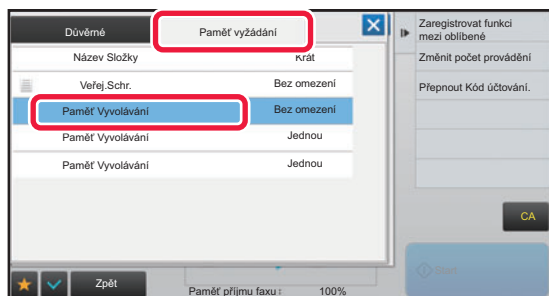 Důvěrné
Paměť vyžádání
Název Složky
Krát
Veřej.Schr.
Bez omezení
Paměť Vyvolávání
Bez omezení
Paměť Vyvolávání
Jednou
Paměť Vyvolávání
Jednou
Zpět
Paměť příjmu faxu : 100%
Zaregistrovat funkci
mezi oblíbené
Změnit počet provádění
Přepnout Kód účtování.
CA
Start